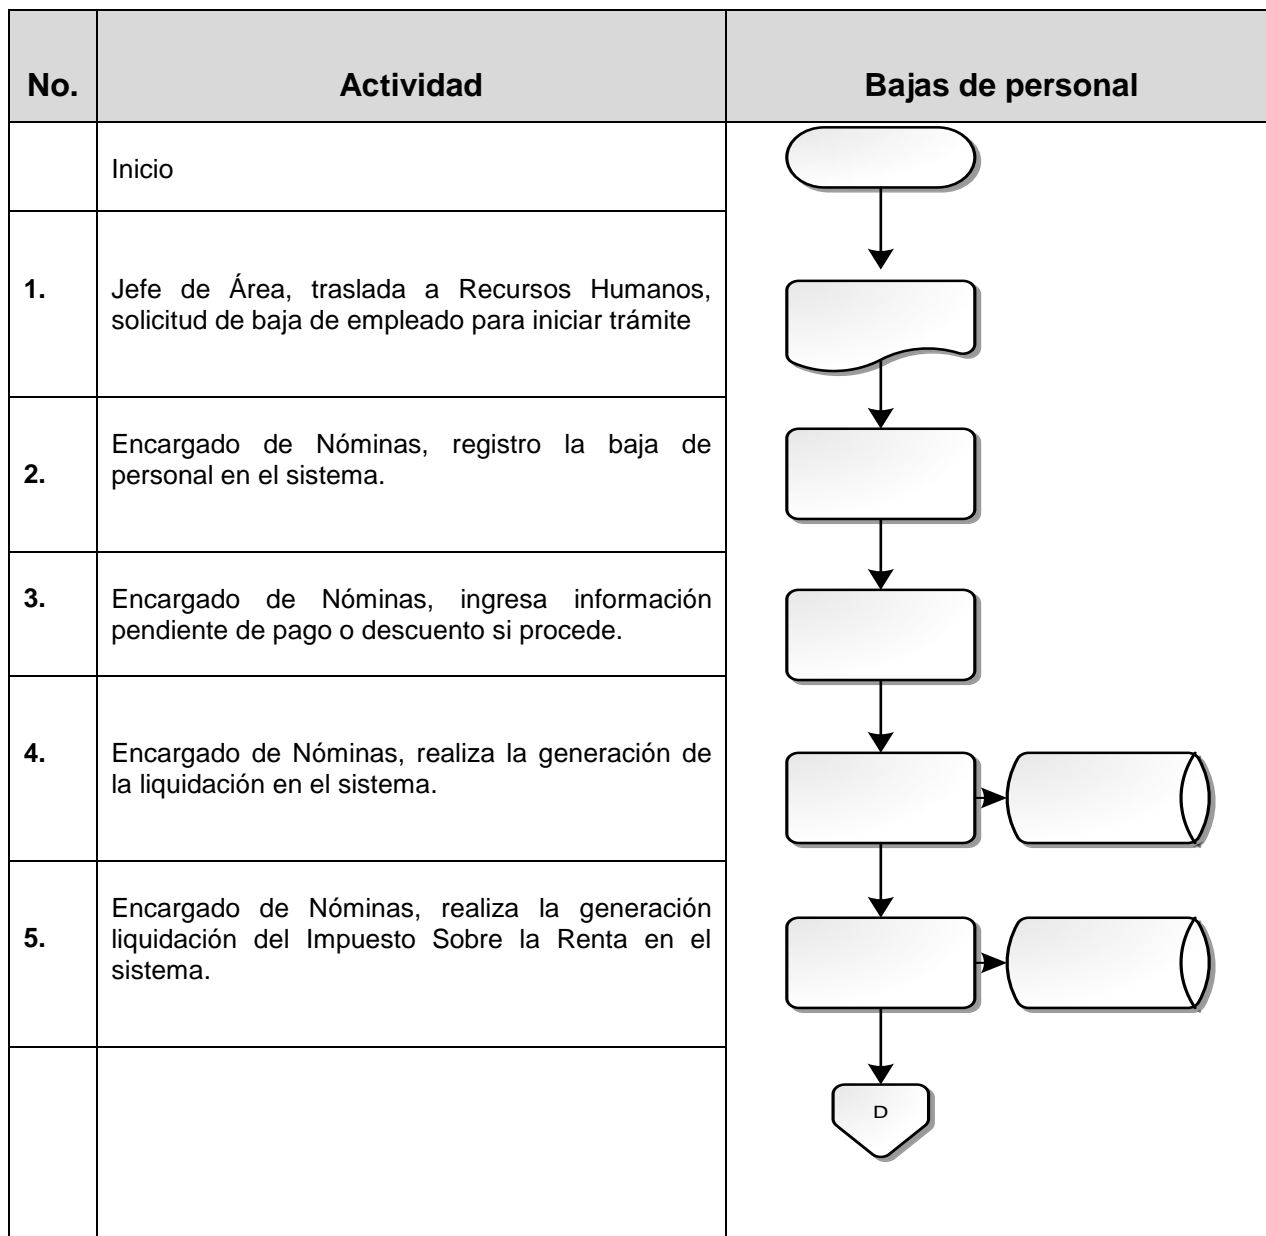 No.
Actividad
Bajas de personal
Inicio
1.
Jefe de Área, traslada a Recursos Humanos,
solicitud de baja de empleado para iniciar trámite
2.
Encargado de Nóminas, registro la baja de
personal en el sistema.
3.
Encargado de Nóminas, ingresa información
pendiente de pago o descuento si procede.
4.
Encargado de Nóminas, realiza la generación de
la liquidación en el sistema.
5.
Encargado de Nóminas, realiza la generación
liquidación del Impuesto Sobre la Renta en el
sistema.
D